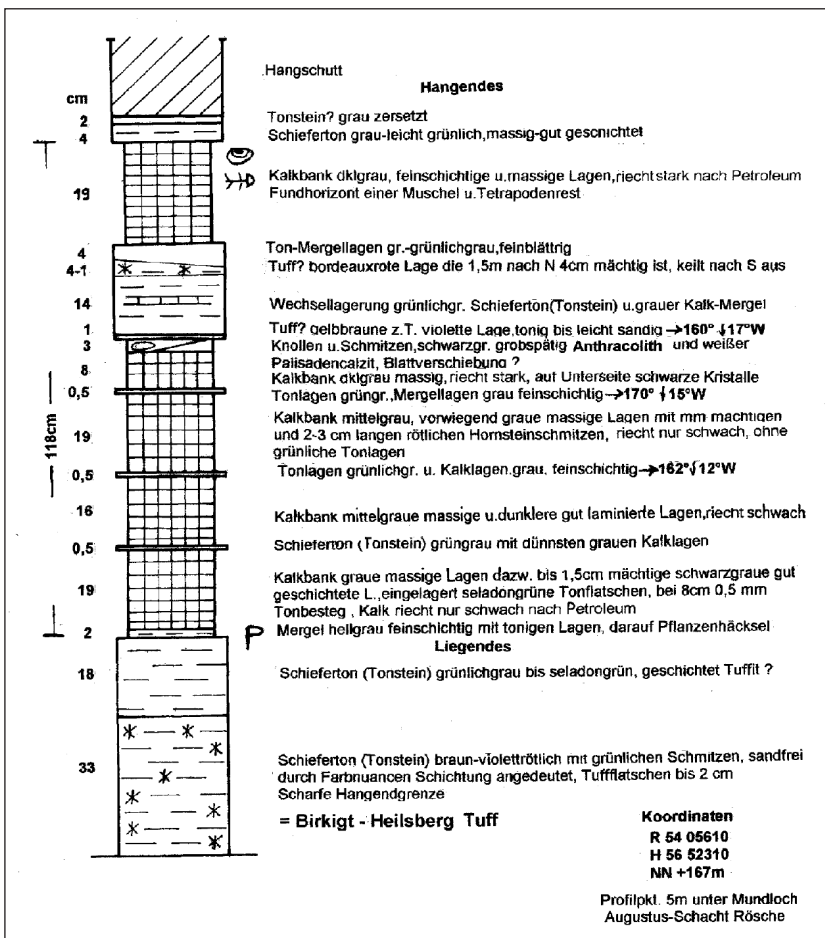 Hangschutt
Hangendes
cm
2 Tonstein? grau zersetzt
4 Schieferton grau-leicht grünlich,massig-gut geschichtet
19 Kalkbank dklgrau, feinschichtige u.massige Lagen,riecht stark nach Petroleum
Fundhorizont einer Muschel u.Tetrapodenrest
4 Ton-Mergellagen gr.-grünlichgrau,feinblättrig
4-1 Tuff? bordeauxrote Lage die 1,5m nach N 4cm mächtig ist, keilt nach S aus
14 Wechsellagerung grünlichgr. Schieferton(Tonstein) u.grauer Kalk-Mergel
1 Tuff? gelbbraune z.T. violette Lage,tonig bis leicht sandig →160° ↓17°W
3 Knollen u.Schmitzen,schwarzgr. grobspätig Anthracolith und weißer
Palisadencalzit, Blattverschiebung ?
8 Kalkbank dklgrau massig,riecht stark, auf Unterseite schwarze Kristalle
0,5 Tonlagen grüngr.,Mergellagen grau feinschichtig→170° ↓15°W
118cm
19 Kalkbank mittelgrau, vorwiegend graue massige Lagen mit mm mächtigen
und 2-3 cm langen rötlichen Hornsteinschmitzen, riecht nur schwach, ohne
grünliche Tonlagen
0,5 Tonlagen grünlichgr. u. Kalklagen.grau. feinschichtig→162°↓12°W
16 Kalkbank mittelgraue massige u.dunklere gut laminierte Lagen,riecht schwach
0,5 Schieferton (Tonstein) grüngrau mit dünnsten grauen Kalklagen
19 Kalkbank graue massige Lagen dazw. bis 1,5cm mächtige schwarzgraue gut
geschichtete L.,eingelagert seladongrüne Tonflatschen, bei 8cm 0,5 mm
Tonbesteg , Kalk riecht nur schwach nach Petroleum
2 P Mergel hellgrau feinschichtig mit tonigen Lagen, darauf Pflanzenhäcksel
Liegendes
18 Schieferton (Tonstein) grünlichgrau bis seladongrün, geschichtet Tuffit ?
33 Schieferton (Tonstein) braun-violettrötlich mit grünlichen Schmitzen, sandfrei
durch Farbnuancen Schichtung angedeutet, Tuffflatschen bis 2 cm
Scharfe Hangendgrenze
= Birkigt - Heilsberg Tuff
Koordinaten
R 54 05610
H 56 52310
NN +167m
Profilpkt. 5m unter Mundloch
Augustus-Schacht Rösche